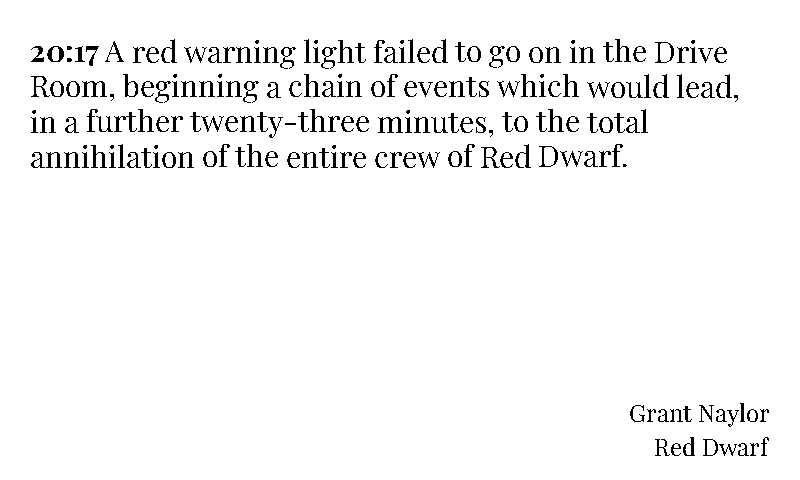 20:17 A red warning light failed to go on in the Drive
Room, beginning a chain of events which would lead,
in a further twenty-three minutes, to the total
annihilation of the entire crew of Red Dwarf.
Grant Naylor
Red Dwarf